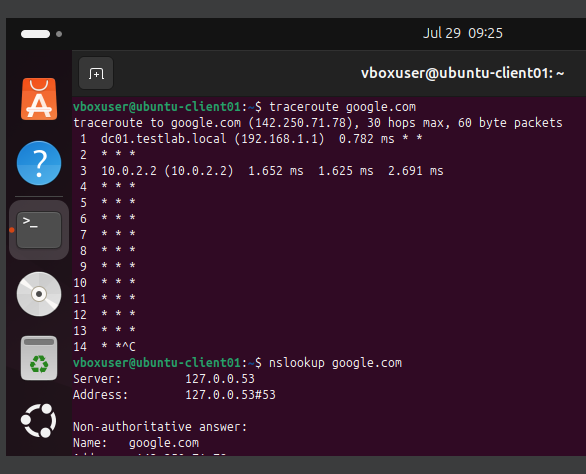 Jul 29 09:25
vboxuser@ubuntu-client01: ~
vboxuser@ubuntu-client01:~$ traceroute google.com
traceroute to google.com (142.250.71.78), 30 hops max, 60 byte packets
 1  dc01.testlab.local (192.168.1.1)  0.782 ms * *
 2  * * *
 3  10.0.2.2 (10.0.2.2)  1.652 ms  1.625 ms  2.691 ms
 4  * * *
 5  * * *
 6  * * *
 7  * * *
 8  * * *
 9  * * *
10  * * *
11  * * *
12  * * *
13  * * *
14  * *^C
vboxuser@ubuntu-client01:~$ nslookup google.com
Server:         127.0.0.53
Address:        127.0.0.53#53

Non-authoritative answer:
Name:   google.com